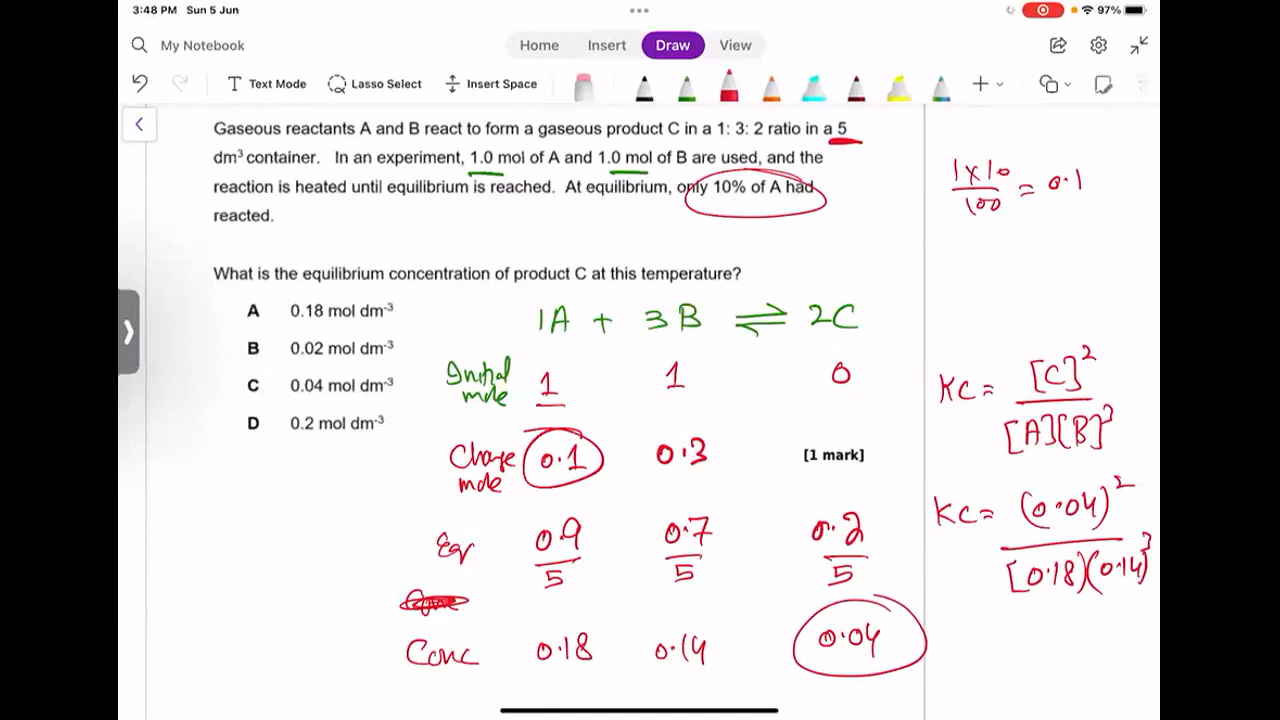 3:48 PM Sun 5 Jun
97%
My Notebook
Home Insert Draw View
Text Mode Lasso Select Insert Space
Gaseous reactants A and B react to form a gaseous product C in a 1: 3: 2 ratio in a 5
dm³ container. In an experiment, 1.0 mol of A and 1.0 mol of B are used, and the
reaction is heated until equilibrium is reached. At equilibrium, only 10% of A had
reacted.
1 x 10 / 100 = 0.1
What is the equilibrium concentration of product C at this temperature?
A 0.18 mol dm-3
B 0.02 mol dm-3
C 0.04 mol dm-3
D 0.2 mol dm-3
1A + 3B ⇌ 2C
Initial mole 1 1 0
Change mole 0.1 0.3
[1 mark]
Eq 0.9/5 0.7/5 0.2/5
Conc 0.18 0.14 0.04
KC = [C]² / [A][B]³
KC = (0.04)² / [0.18)(0.14)³